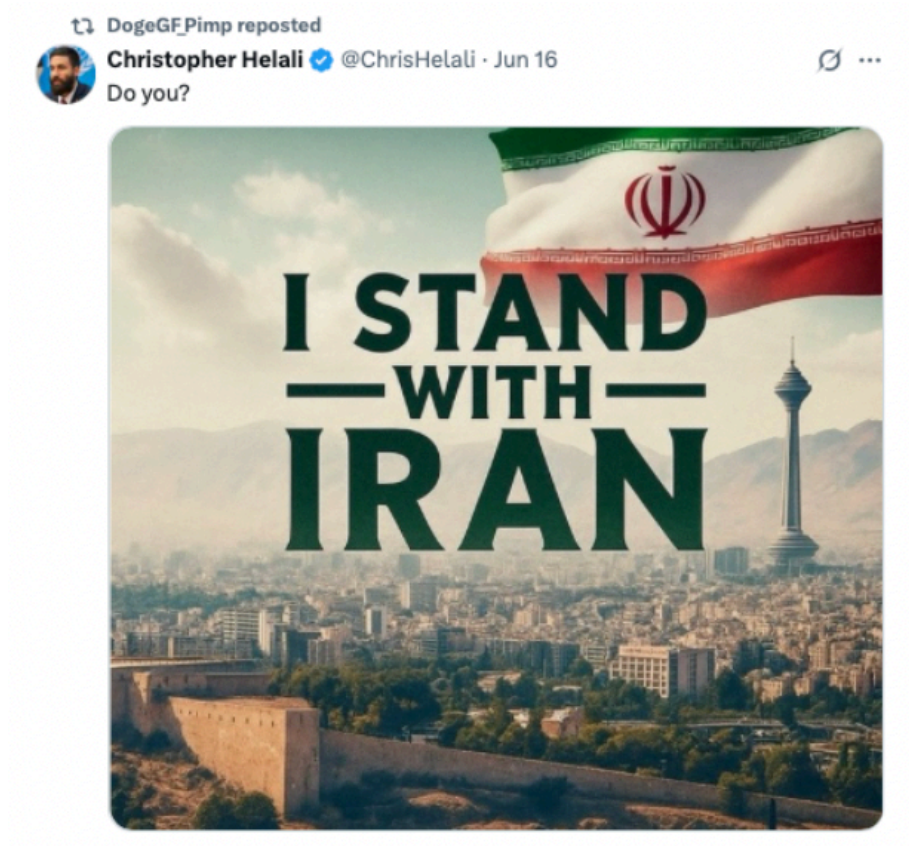 DogeGF_Pimp reposted
Christopher Helali @ChrisHelali · Jun 16
Do you?
I STAND
WITH
IRAN